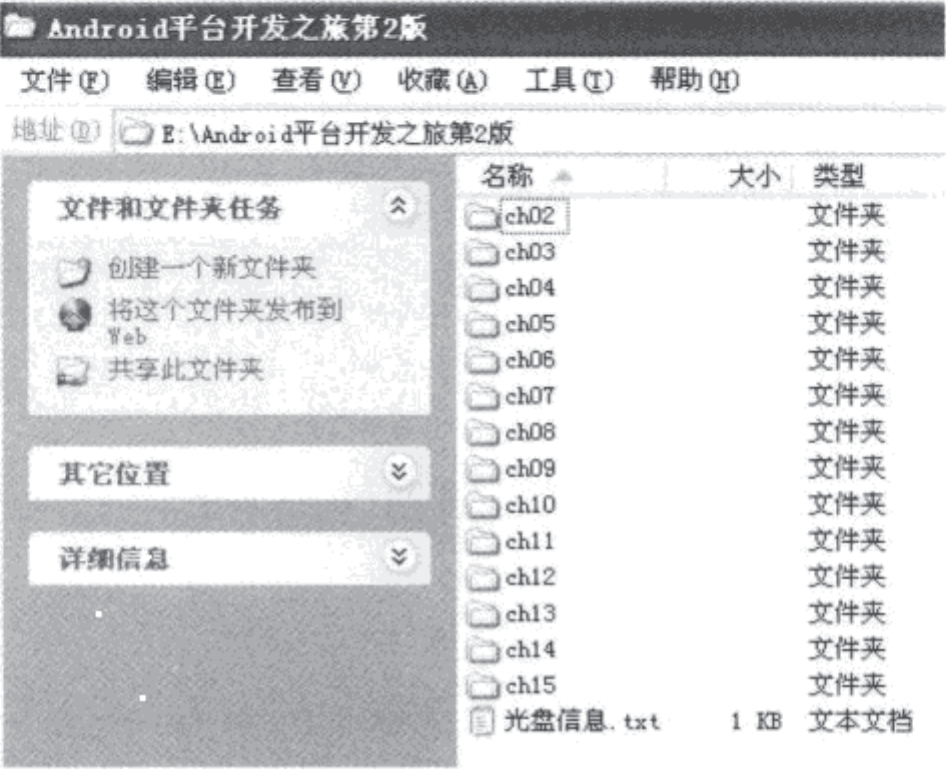 Android平台开发之旅第2版
文件(F) 编辑(E) 查看(V) 收藏(A) 工具(T) 帮助(H)
地址(D) E:\Android平台开发之旅第2版
文件和文件夹任务
创建一个新文件夹
将这个文件夹发布到
Web
共享此文件夹
其它位置
详细信息
名称 大小 类型
ch02 文件夹
ch03 文件夹
ch04 文件夹
ch05 文件夹
ch06 文件夹
ch07 文件夹
ch08 文件夹
ch09 文件夹
ch10 文件夹
ch11 文件夹
ch12 文件夹
ch13 文件夹
ch14 文件夹
ch15 文件夹
光盘信息.txt 1 KB 文本文档